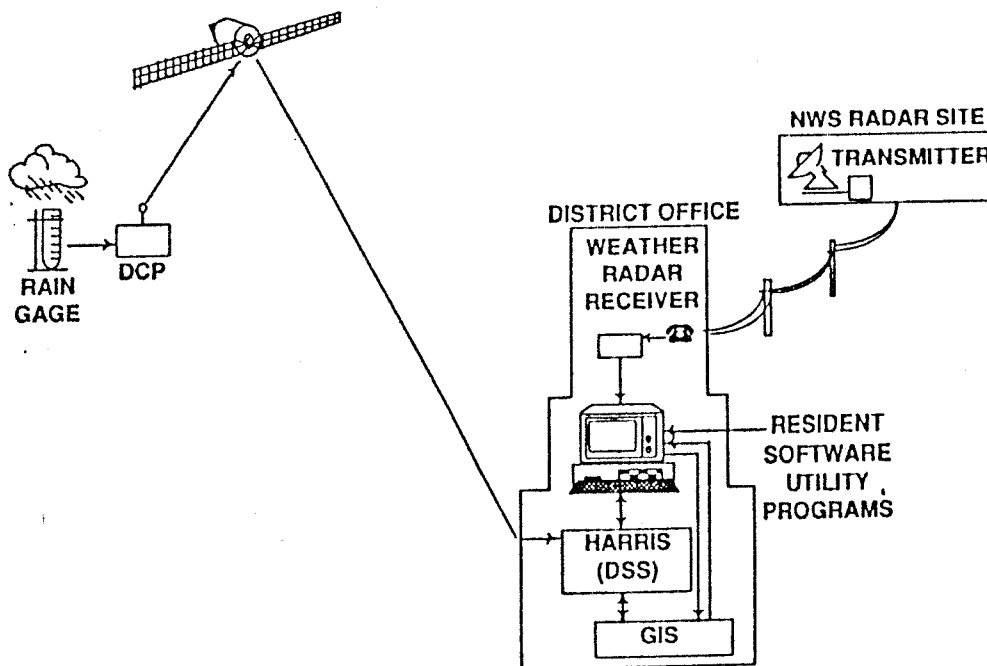 NWS RADAR SITE
TRANSMITTER
DISTRICT OFFICE
WEATHER
RADAR
RECEIVER
RAIN
GAGE
DCP
RESIDENT
SOFTWARE
UTILITY
PROGRAMS
HARRIS
(DSS)
GIS